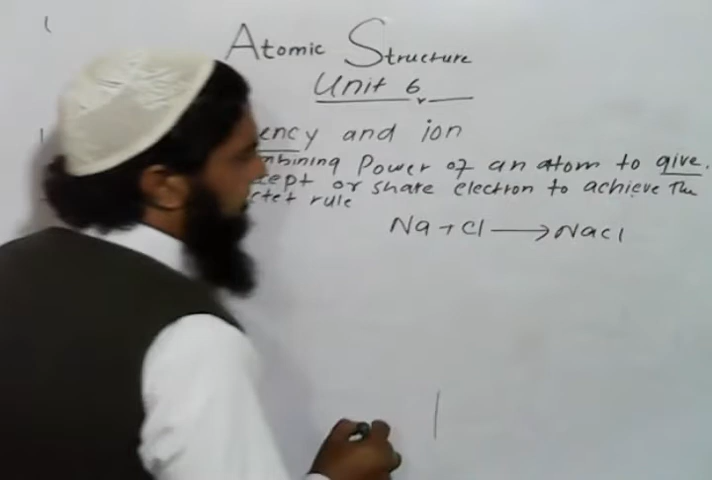 Atomic Structure
Unit 6
ency and ion
mbining Power of an atom to give.
cept or share electron to achieve The
ctet rule
Na + Cl → NaCl